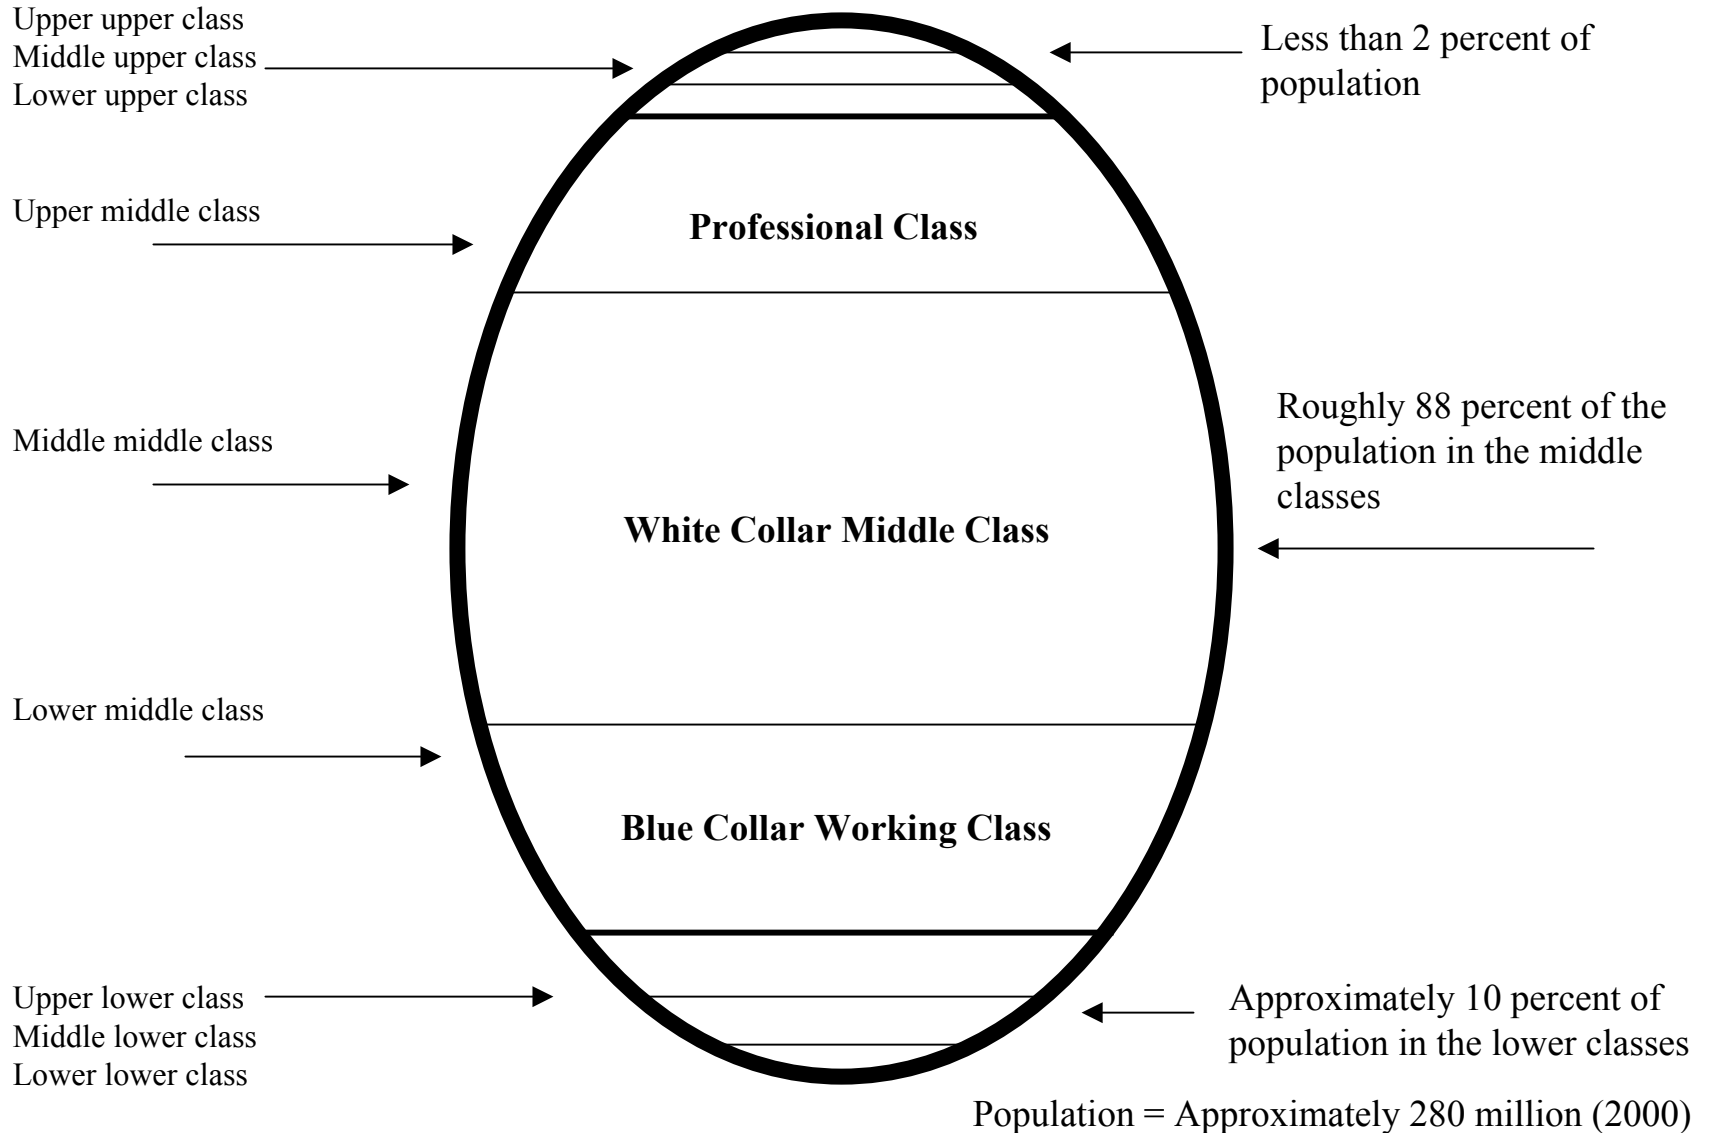 Upper upper class
Middle upper class
Lower upper class
Less than 2 percent of
population
Upper middle class
Professional Class
Middle middle class
Roughly 88 percent of the
population in the middle
classes
White Collar Middle Class
Lower middle class
Blue Collar Working Class
Upper lower class
Middle lower class
Lower lower class
Approximately 10 percent of
population in the lower classes
Population = Approximately 280 million (2000)